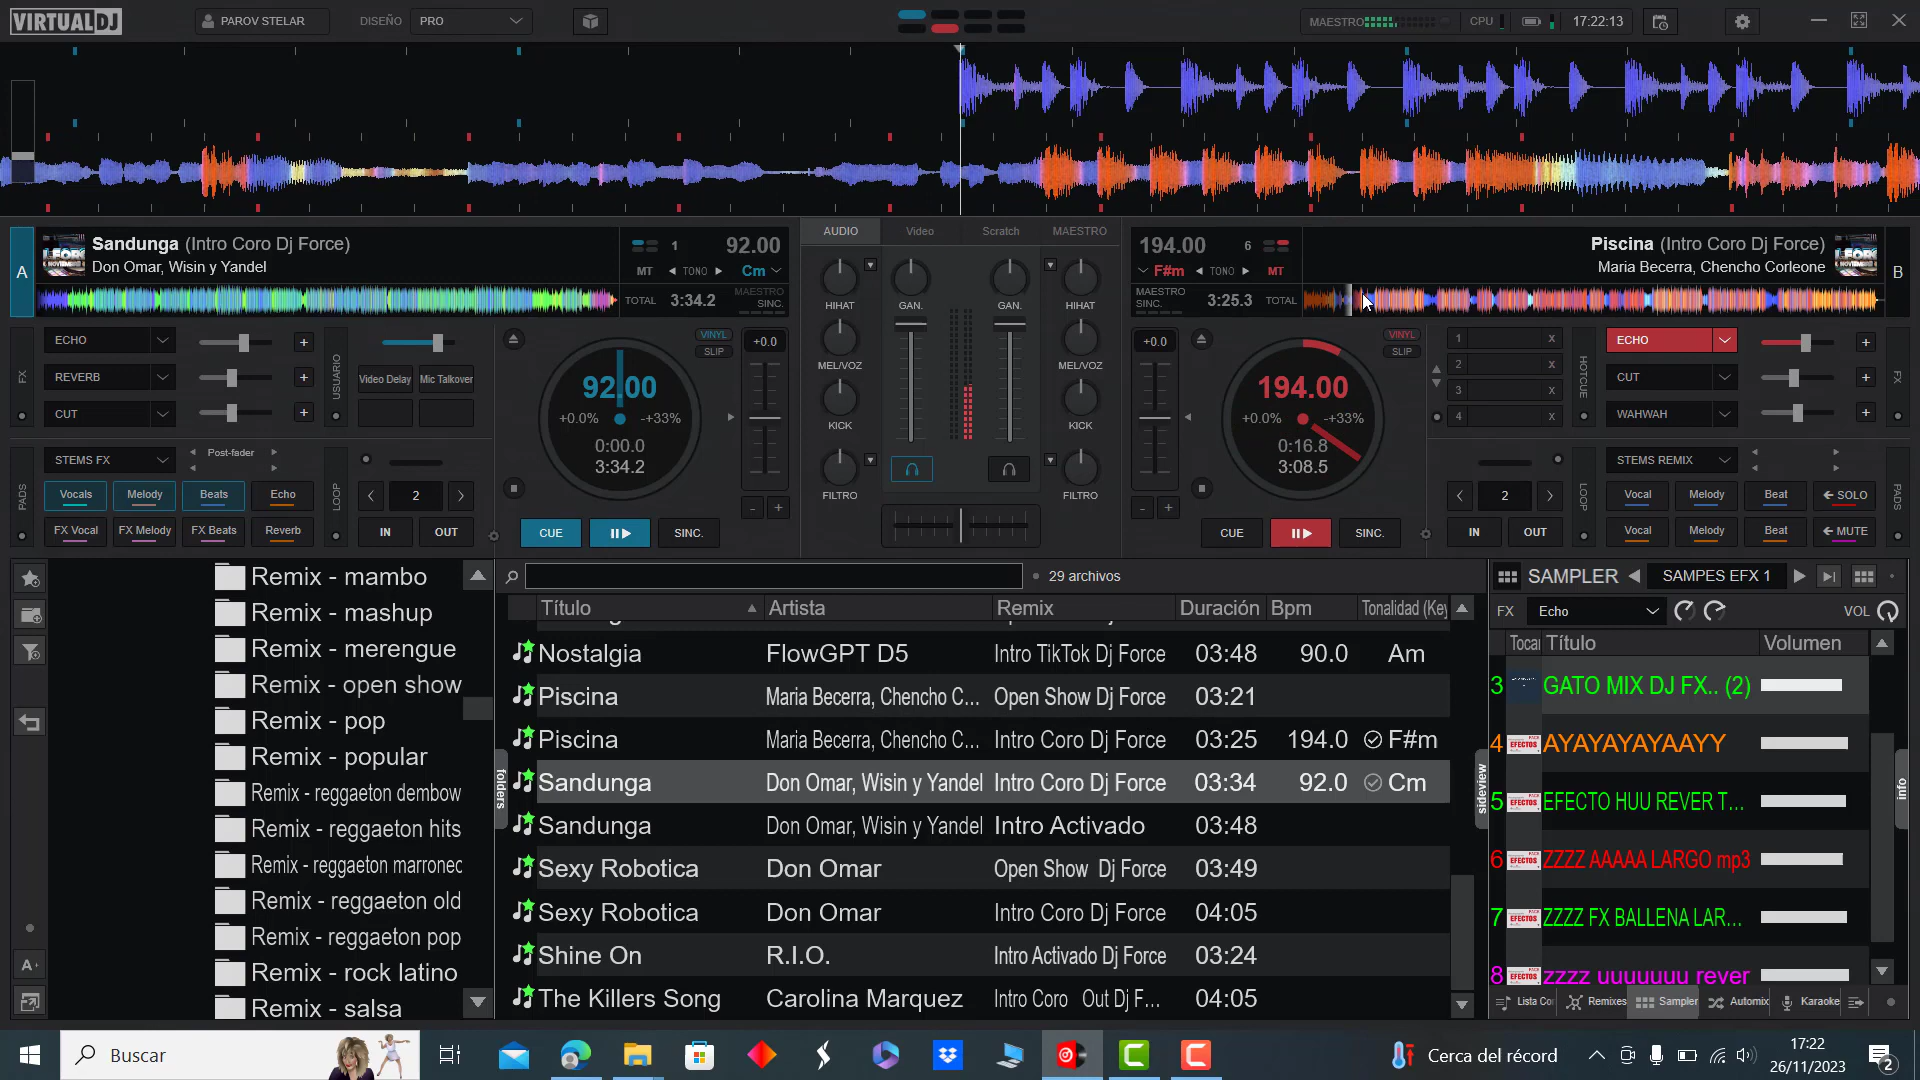 VIRTUALDJ
PAROV STELAR
DISEÑO
PRO
MAESTRO
CPU
17:22:13
Sandunga (Intro Coro Dj Force)
Don Omar, Wisin y Yandel
A
1
92.00
MT
TONO
Cm
TOTAL
3:34.2
MAESTRO
SINC.
AUDIO
Video
Scratch
MAESTRO
194.00
6
F#m
TONO
MT
MAESTRO
SINC.
3:25.3
TOTAL
Piscina (Intro Coro Dj Force)
Maria Becerra, Chencho Corleone
B
FX
ECHO
REVERB
CUT
USUARIO
Video Delay
Mic Talkover
PADS
STEMS FX
Post-fader
Vocals
Melody
Beats
Echo
FX Vocal
FX Melody
FX Beats
Reverb
LOOP
2
IN
OUT
VINYL
SLIP
92.00
+0.0%
-+33%
0:00.0
3:34.2
+0.0
CUE
SINC.
-
+
HIHAT
GAN.
GAN.
HIHAT
MEL/VOZ
MEL/VOZ
KICK
KICK
FILTRO
FILTRO
+0.0
VINYL
SLIP
194.00
+0.0%
-+33%
0:16.8
3:08.5
-
+
CUE
SINC.
1
x
2
x
3
x
4
x
HOTCUE
ECHO
CUT
WAHWAH
FX
2
IN
OUT
LOOP
STEMS REMIX
Vocal
Melody
Beat
SOLO
Vocal
Melody
Beat
MUTE
PADS
Remix - mambo
Remix - mashup
Remix - merengue
Remix - open show
Remix - pop
Remix - popular
Remix - reggaeton dembow
Remix - reggaeton hits
Remix - reggaeton old
Remix - reggaeton pop
Remix - rock latino
Remix - salsa
folders
29 archivos
Título
Artista
Remix
Duración
Bpm
Tonalidad (Key
Nostalgia
FlowGPT D5
Intro TikTok Dj Force
03:48
90.0
Am
Piscina
Maria Becerra, Chencho C...
Open Show Dj Force
03:21
Piscina
Maria Becerra, Chencho C...
Intro Coro Dj Force
03:25
194.0
F#m
Sandunga
Don Omar, Wisin y Yandel
Intro Coro Dj Force
03:34
92.0
Cm
Sandunga
Don Omar, Wisin y Yandel
Intro Activado
03:48
Sexy Robotica
Don Omar
Open Show Dj Force
03:49
Sexy Robotica
Don Omar
Intro Coro Dj Force
04:05
Shine On
R.I.O.
Intro Activado Dj Force
03:24
The Killers Song
Carolina Marquez
Intro Coro Out Dj F...
04:05
sideview
SAMPLER
SAMPES EFX 1
FX
Echo
VOL
Tocar
Título
Volumen
3
GATO MIX DJ FX.. (2)
4
AYAYAYAYAAYY
5
EFECTO HUU REVER T...
6
ZZZZ AAAAA LARGO mp3
7
ZZZZ FX BALLENA LAR...
8
zzzz uuuuuuu rever
info
Remixes
Sampler
Automix
Karaoke
Buscar
Cerca del récord
17:22
26/11/2023
2